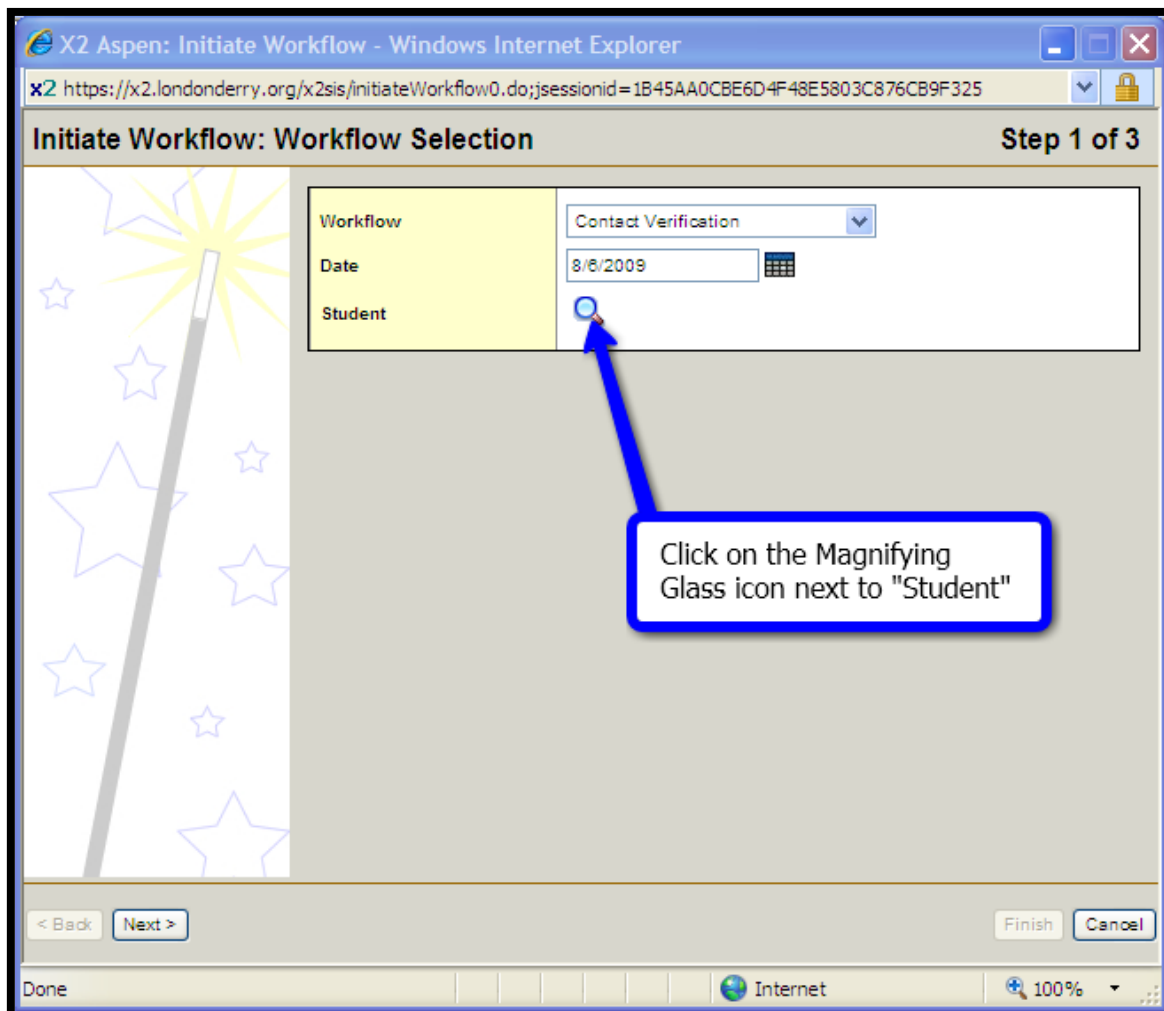 X2 Aspen: Initiate Workflow - Windows Internet Explorer
x2 https://x2.londonderry.org/x2sis/initiateWorkflow0.do;jsessionid=1B45AA0CBE6D4F48E5803C876CB9F325
Initiate Workflow: Workflow Selection Step 1 of 3
Workflow Contact Verification
Date 8/6/2009
Student
Click on the Magnifying
Glass icon next to "Student"
< Back Next > Finish Cancel
Done Internet 100%